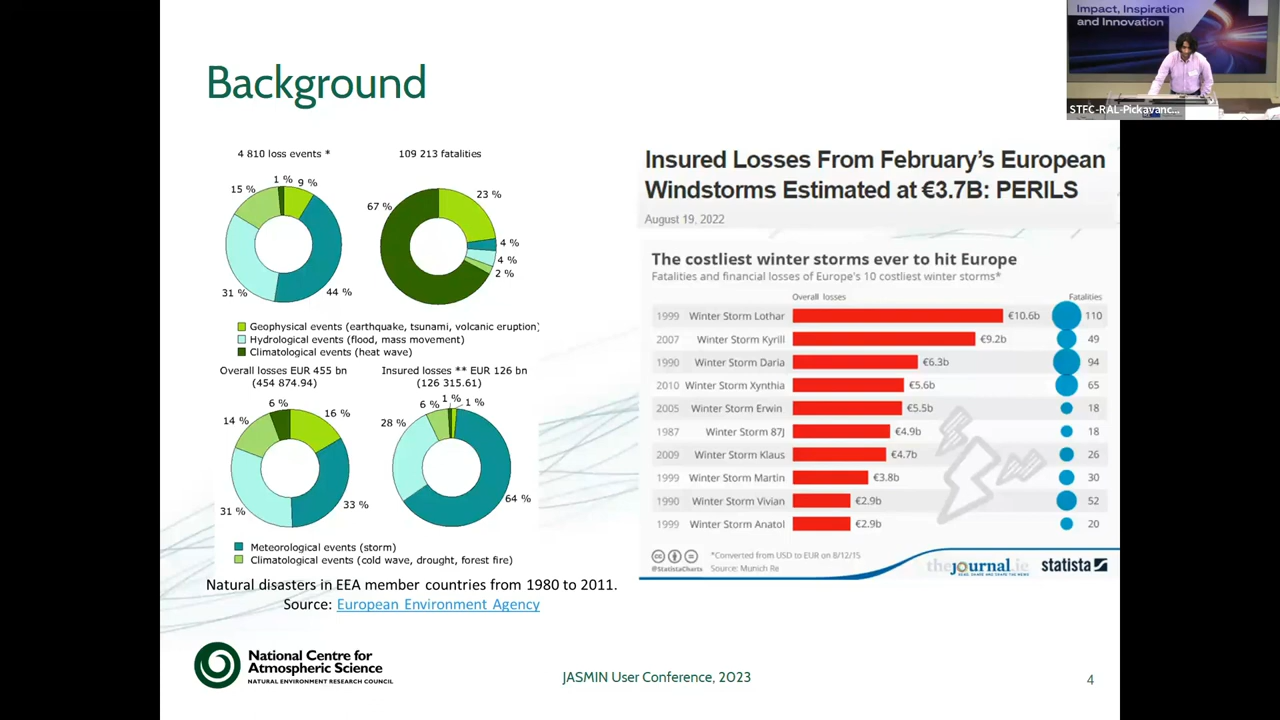 Impact, Inspiration
and Innovation
STFC-RAL-Pickavanc...
Background
4 810 loss events *
1 %
9 %
15 %
31 %
44 %
109 213 fatalities
67 %
23 %
4 %
4 %
2 %
Geophysical events (earthquake, tsunami, volcanic eruption)
Hydrological events (flood, mass movement)
Climatological events (heat wave)
Overall losses EUR 455 bn
(454 874.94)
6 %
16 %
14 %
31 %
33 %
Insured losses ** EUR 126 bn
(126 315.61)
6 %
1 %
1 %
28 %
64 %
Meteorological events (storm)
Climatological events (cold wave, drought, forest fire)
Natural disasters in EEA member countries from 1980 to 2011.
Source: European Environment Agency
Insured Losses From February’s European
Windstorms Estimated at €3.7B: PERILS
August 19, 2022
The costliest winter storms ever to hit Europe
Fatalities and financial losses of Europe's 10 costliest winter storms*
Overall losses Fatalities
1999 Winter Storm Lothar €10.6b 110
2007 Winter Storm Kyrill €9.2b 49
1990 Winter Storm Daria €6.3b 94
2010 Winter Storm Xynthia €5.6b 65
2005 Winter Storm Erwin €5.5b 18
1987 Winter Storm 87J €4.9b 18
2009 Winter Storm Klaus €4.7b 26
1999 Winter Storm Martin €3.8b 30
1990 Winter Storm Vivian €2.9b 52
1999 Winter Storm Anatol €2.9b 20
*Converted from USD to EUR on 8/12/15
@StatistaCharts Source: Munich Re
thejournal.ie
READ, SHARE AND SHAPE THE NEWS
statista
National Centre for
Atmospheric Science
NATURAL ENVIRONMENT RESEARCH COUNCIL
JASMIN User Conference, 2023
4